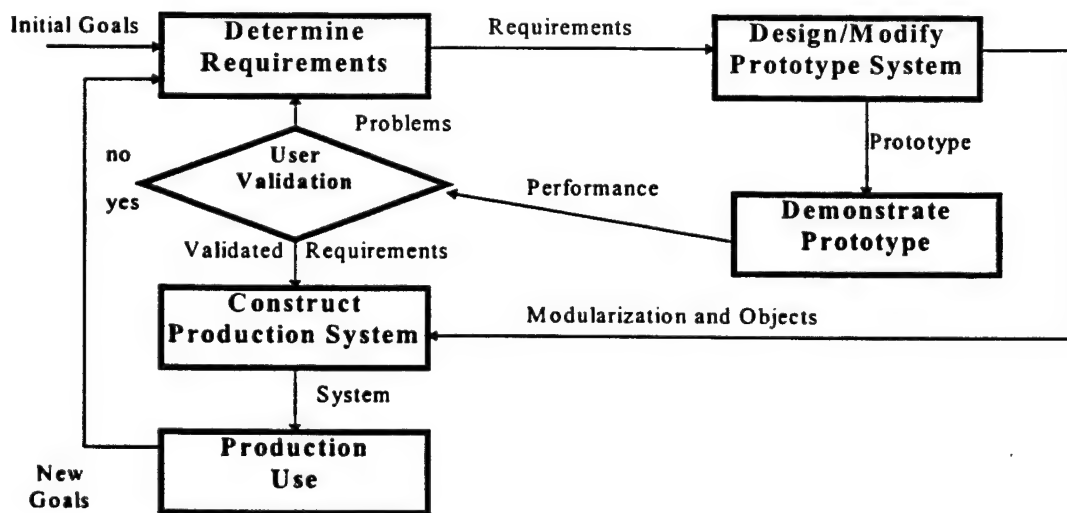 Initial Goals
Determine
Requirements
Requirements
Design/Modify
Prototype System
Problems
no
yes
User
Validation
Performance
Prototype
Demonstrate
Prototype
Validated Requirements
Construct
Production System
Modularization and Objects
System
Production
Use
New
Goals